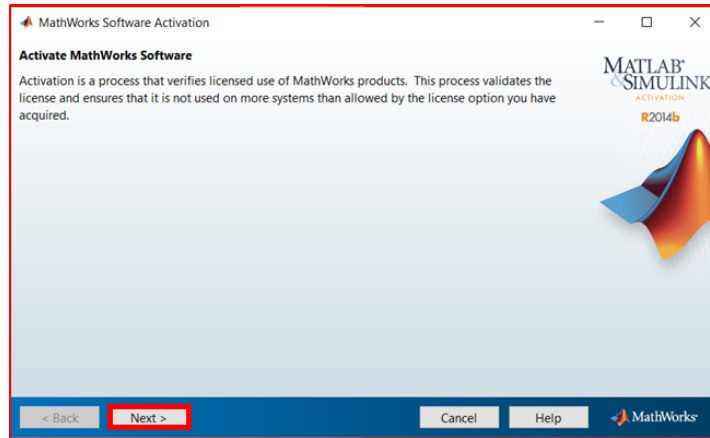 MathWorks Software Activation
Activate MathWorks Software
Activation is a process that verifies licensed use of MathWorks products. This process validates the
license and ensures that it is not used on more systems than allowed by the license option you have
acquired.
MATLAB®
&SIMULINK
ACTIVATION
R2014b
< Back
Next >
Cancel
Help
MathWorks®